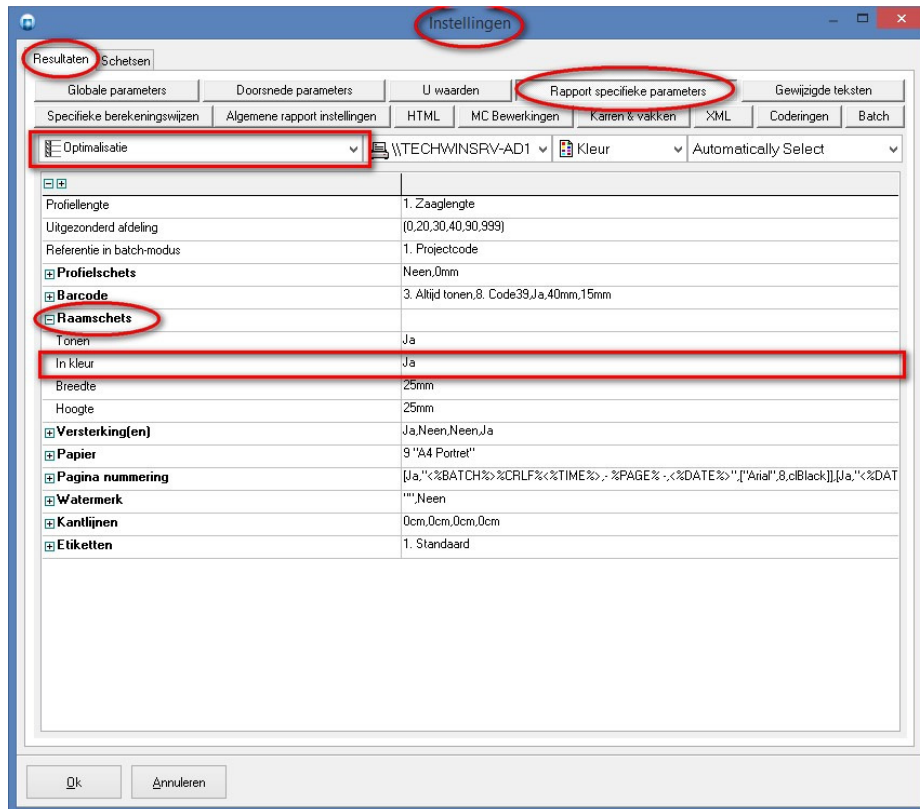 Instellingen
Resultaten Schetsen
Globale parameters Doorsnede parameters U waarden Rapport specifieke parameters Gewijzigde teksten
Specifieke berekeningswijzen Algemene rapport instellingen HTML MC Bewerkingen Karren & vakken XML Coderingen Batch
Optimalisatie \\TECHWINSRV-AD1 Kleur Automatically Select
Profiellengte 1. Zaaglengte
Uitgezonderd afdeling (0,20,30,40,90,999)
Referentie in batch-modus 1. Projectcode
Profielschets Neen,0mm
Barcode 3. Altijd tonen,8. Code39,Ja,40mm,15mm
Raamschets
Tonen Ja
In kleur Ja
Breedte 25mm
Hoogte 25mm
Versterking(en) Ja,Neen,Neen,Ja
Papier 9 "A4 Portret"
Pagina nummering [Ja,"<%BATCH%>%CRLF%<%TIME%>,- %PAGE% -,<%DATE%>",["Arial",8,clBlack]],[Ja,"<%DAT
Watermerk "",Neen
Kantlijnen 0cm,0cm,0cm,0cm
Etiketten 1. Standaard
Ok Annuleren